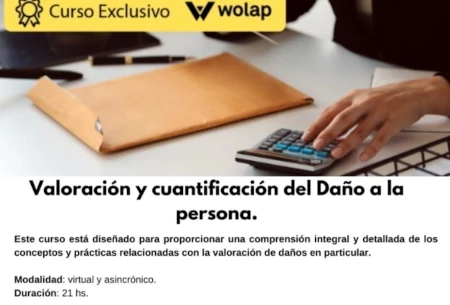 Curso Exclusivo wolap
Valoración y cuantificación del Daño a la
persona.
Este curso está diseñado para proporcionar una comprensión integral y detallada de los
conceptos y prácticas relacionadas con la valoración de daños en particular.
Modalidad: virtual y asincrónico.
Duración: 21 hs.